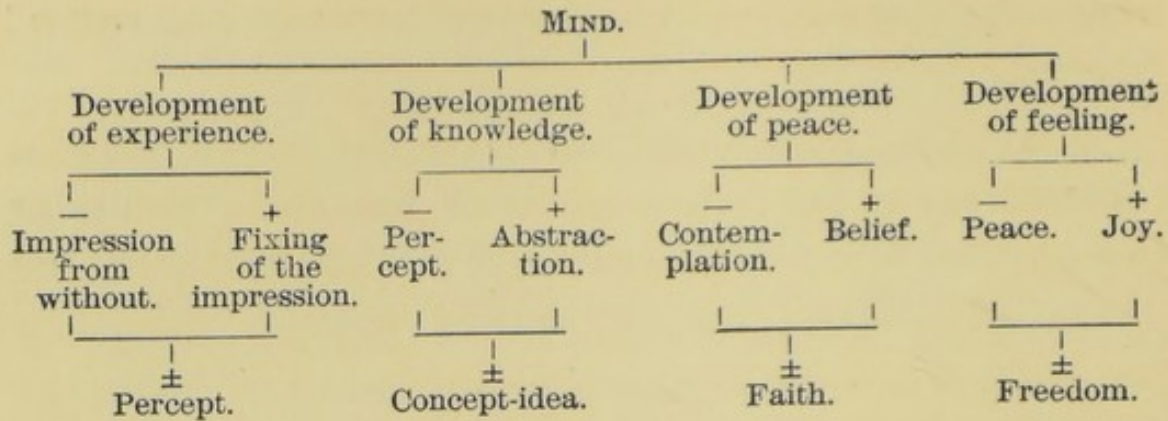 MIND.
Development Development Development Development
of experience. of knowledge. of peace. of feeling.
— + — + — + — +
Impression Fixing Per- Abstrac- Contem- Belief. Peace. Joy.
from of the cept. tion. plation.
without. impression.
± ± ± ±
Percept. Concept-idea. Faith. Freedom.